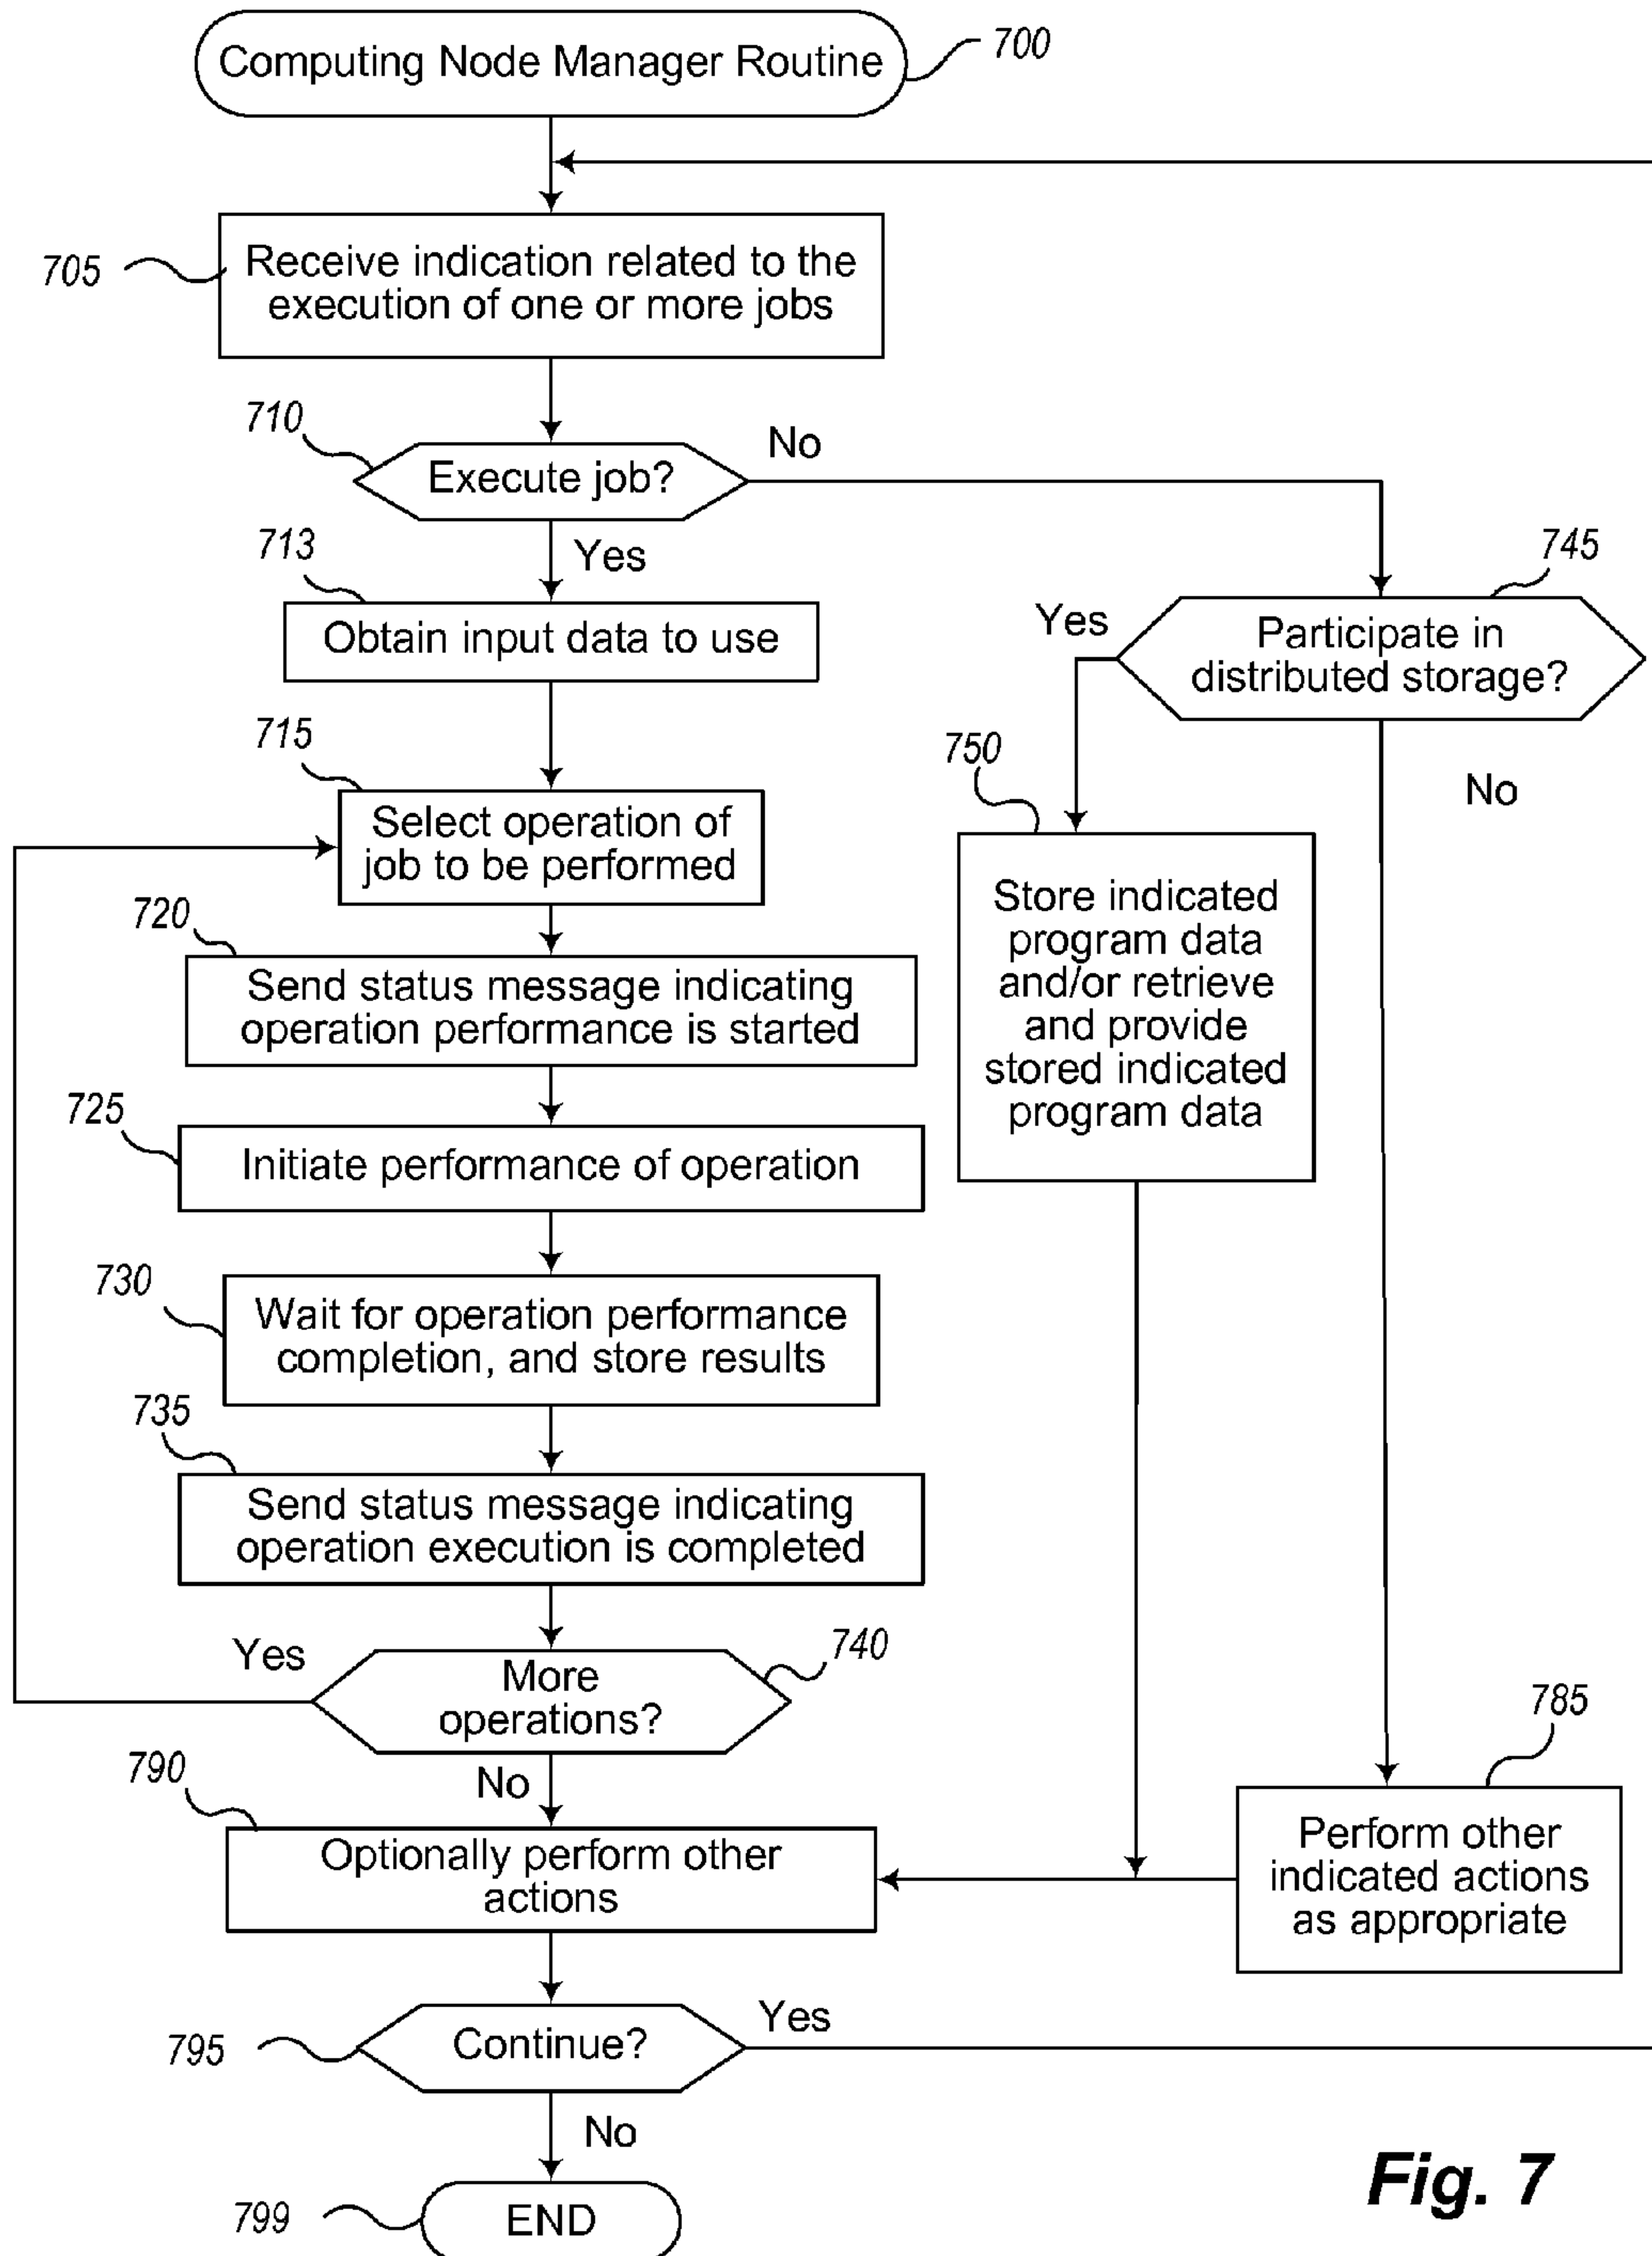 Computing Node Manager Routine
700
705
Receive indication related to the
execution of one or more jobs
710
Execute job?
No
713
Yes
Obtain input data to use
745
Yes
Participate in
distributed storage?
No
715
Select operation of
job to be performed
750
Store indicated
program data
and/or retrieve
and provide
stored indicated
program data
720
Send status message indicating
operation performance is started
725
Initiate performance of operation
730
Wait for operation performance
completion, and store results
735
Send status message indicating
operation execution is completed
Yes
740
More
operations?
No
785
Perform other
indicated actions
as appropriate
790
Optionally perform other
actions
795
Continue?
Yes
No
799
END
Fig. 7